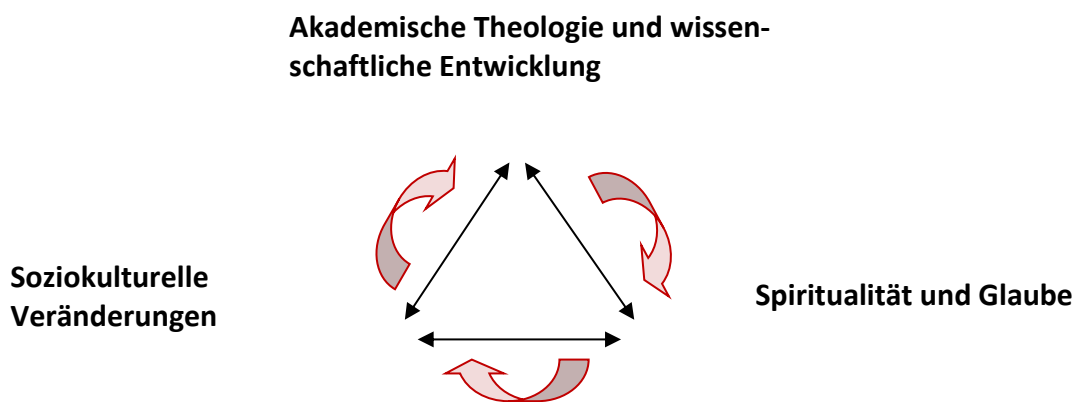 Akademische Theologie und wissen-
schaftliche Entwicklung
Soziokulturelle
Veränderungen
Spiritualität und Glaube